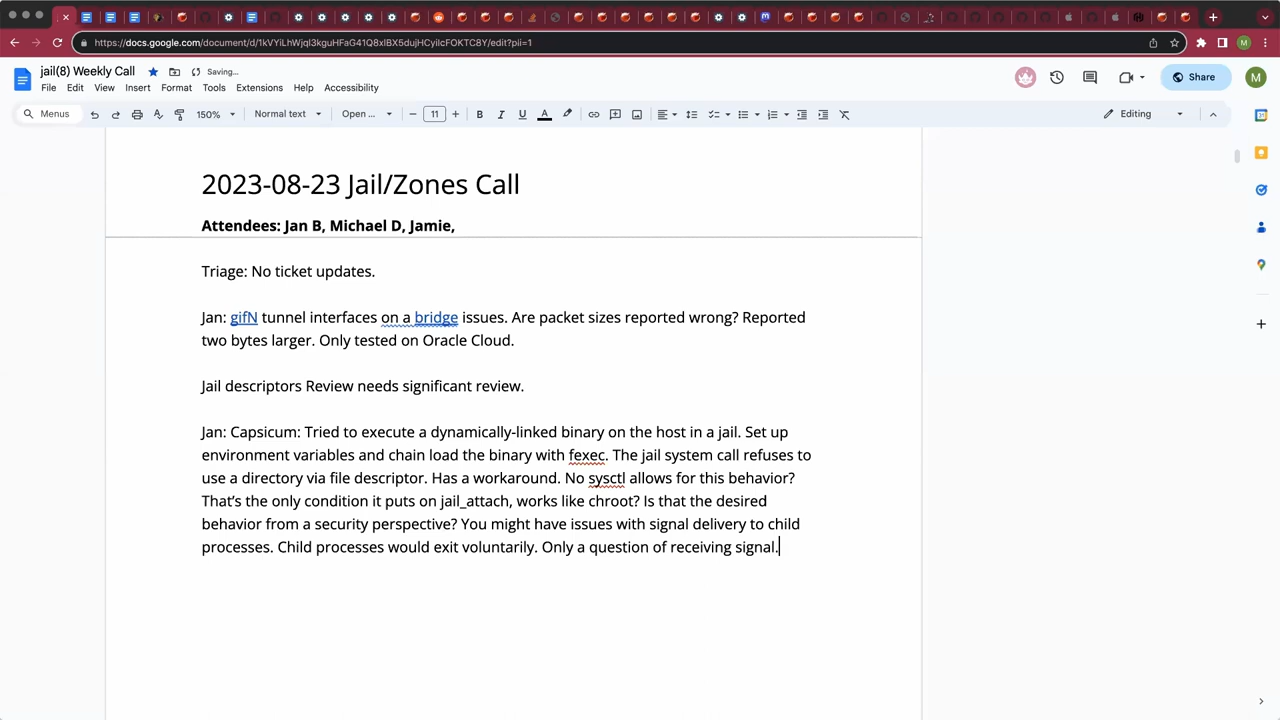 https://docs.google.com/document/d/1kVYiLhWjql3kguHFaG41Q8xlBX5dujHCyilcFOKTC8Y/edit?pli=1
M
jail(8) Weekly Call
Saving...
File Edit View Insert Format Tools Extensions Help Accessibility
Share
M
Menus
150%
Normal text
Open ...
11
B I U A
Editing
2023-08-23 Jail/Zones Call
Attendees: Jan B, Michael D, Jamie,
Triage: No ticket updates.
Jan: gifN tunnel interfaces on a bridge issues. Are packet sizes reported wrong? Reported
two bytes larger. Only tested on Oracle Cloud.
Jail descriptors Review needs significant review.
Jan: Capsicum: Tried to execute a dynamically-linked binary on the host in a jail. Set up
environment variables and chain load the binary with fexec. The jail system call refuses to
use a directory via file descriptor. Has a workaround. No sysctl allows for this behavior?
That's the only condition it puts on jail_attach, works like chroot? Is that the desired
behavior from a security perspective? You might have issues with signal delivery to child
processes. Child processes would exit voluntarily. Only a question of receiving signal.